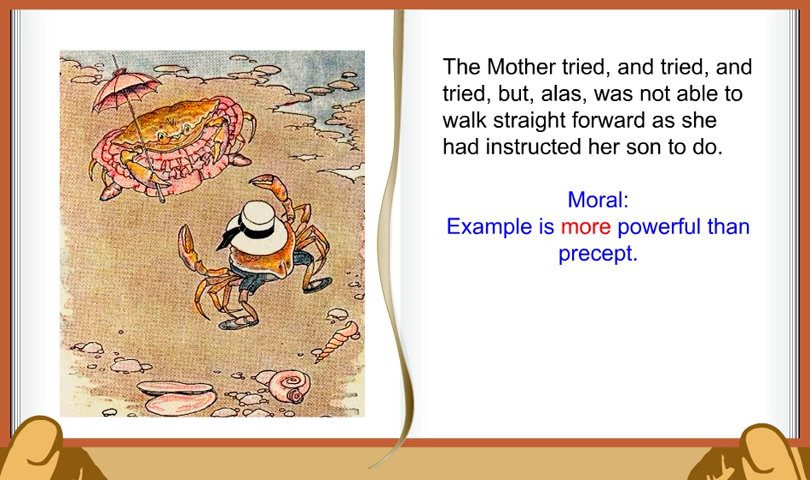 The Mother tried, and tried, and
tried, but, alas, was not able to
walk straight forward as she
had instructed her son to do.
Moral:
Example is more powerful than
precept.